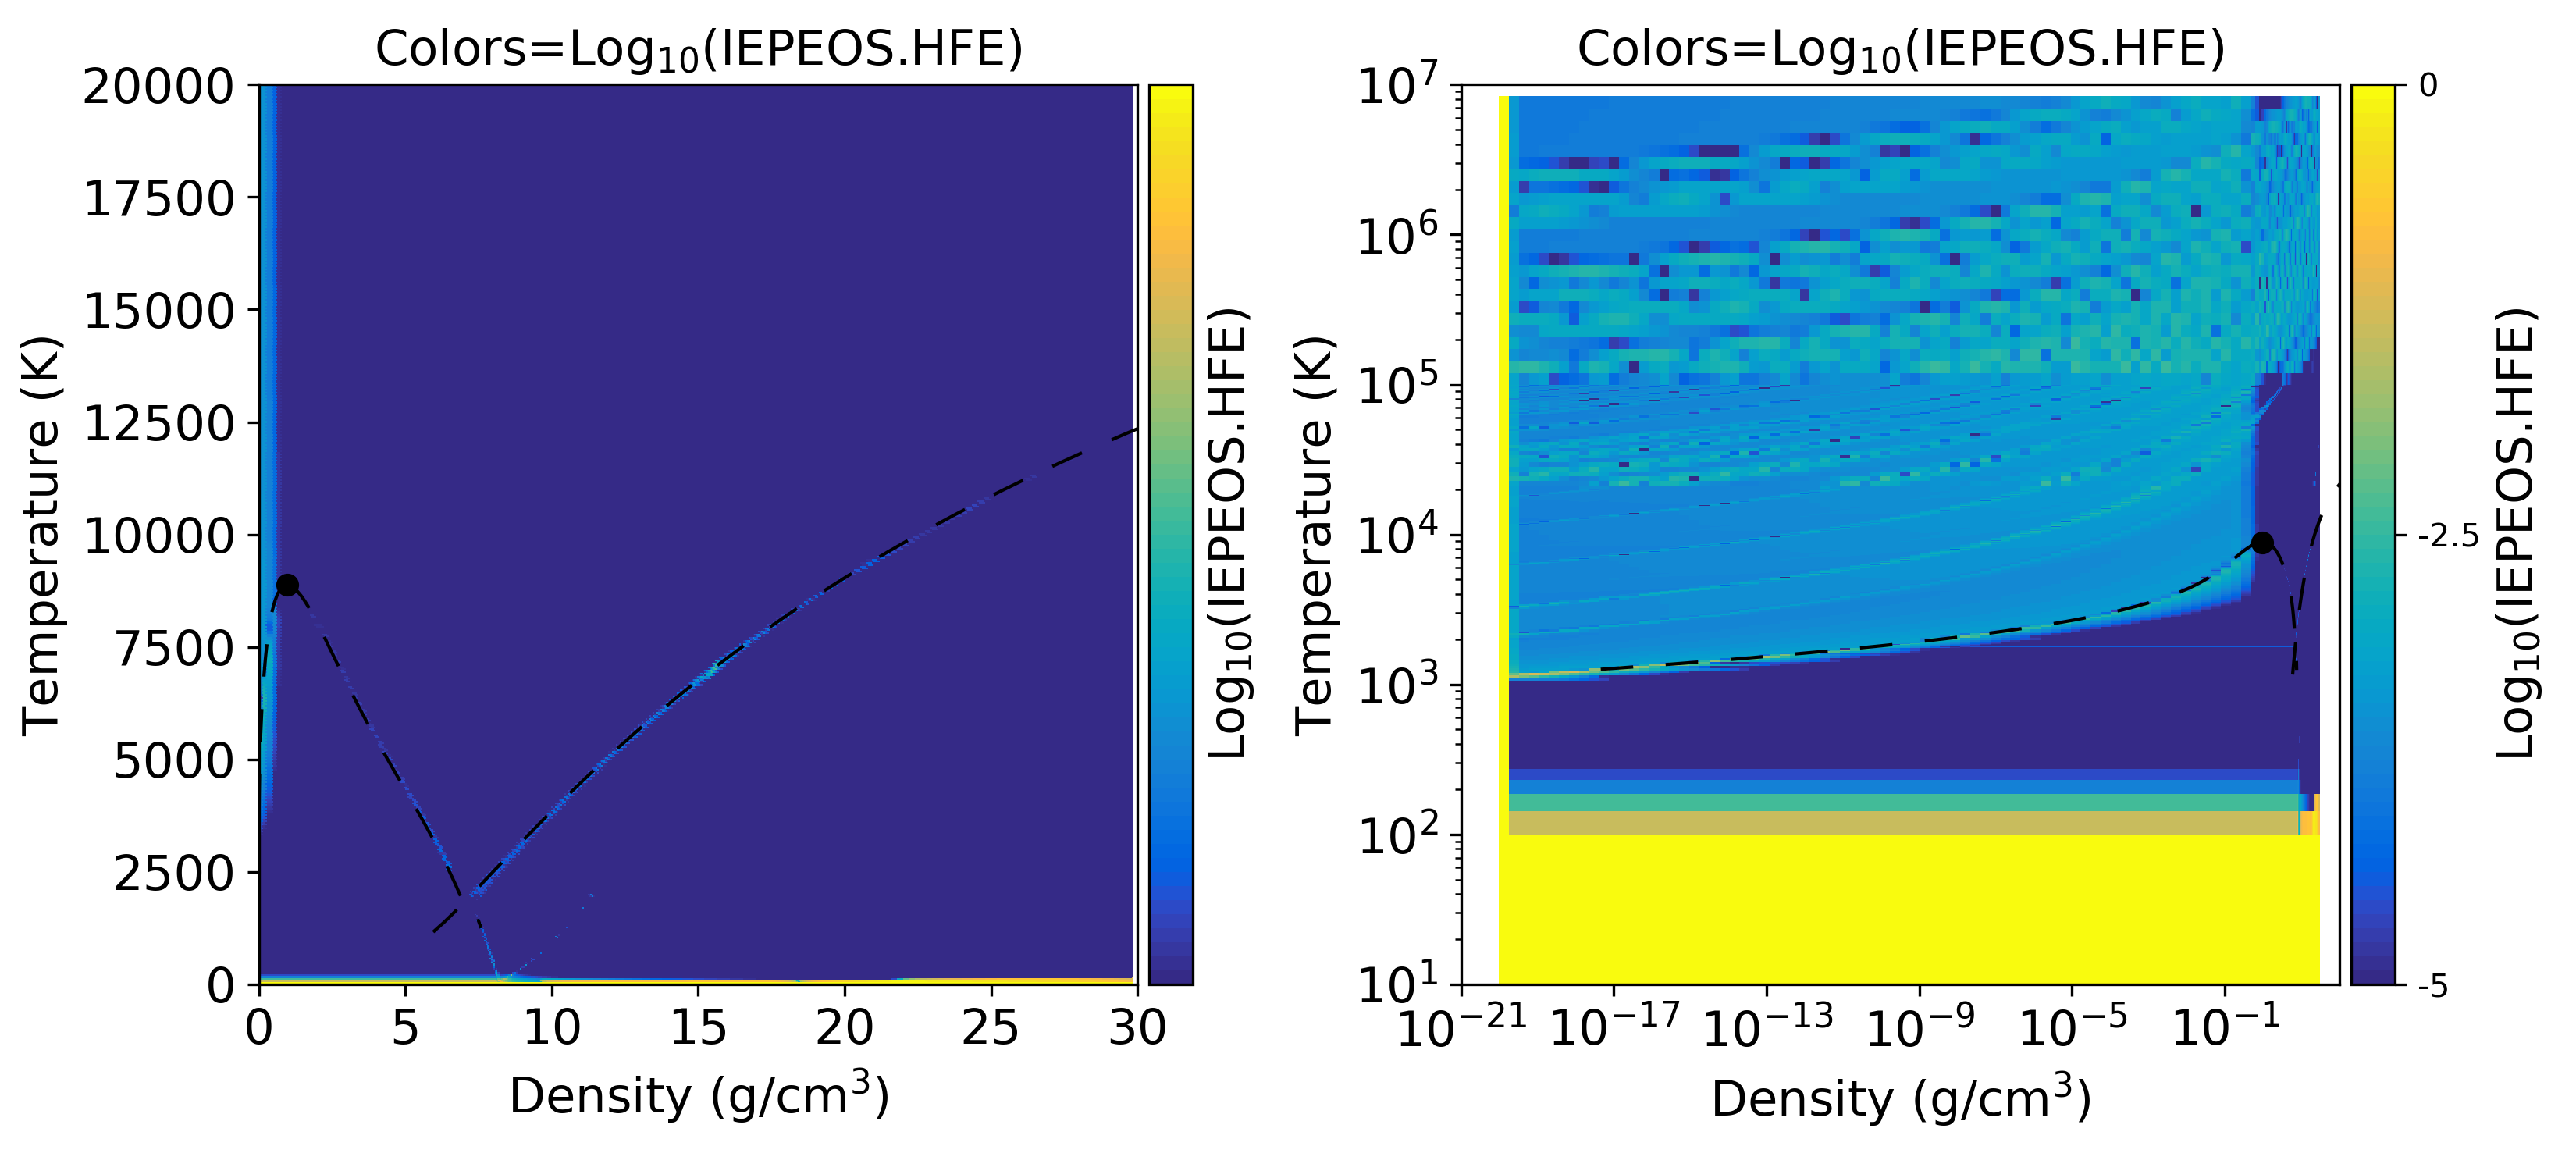 Colors=Log₁₀(IEPEOS.HFE)
20000
17500
15000
12500
10000
7500
5000
2500
0
Temperature (K)
0 5 10 15 20 25 30
Density (g/cm³)
Log₁₀(IEPEOS.HFE)
Colors=Log₁₀(IEPEOS.HFE)
10⁷
10⁶
10⁵
10⁴
10³
10²
10¹
Temperature (K)
10⁻²¹ 10⁻¹⁷ 10⁻¹³ 10⁻⁹ 10⁻⁵ 10⁻¹
Density (g/cm³)
0
-2.5
-5
Log₁₀(IEPEOS.HFE)